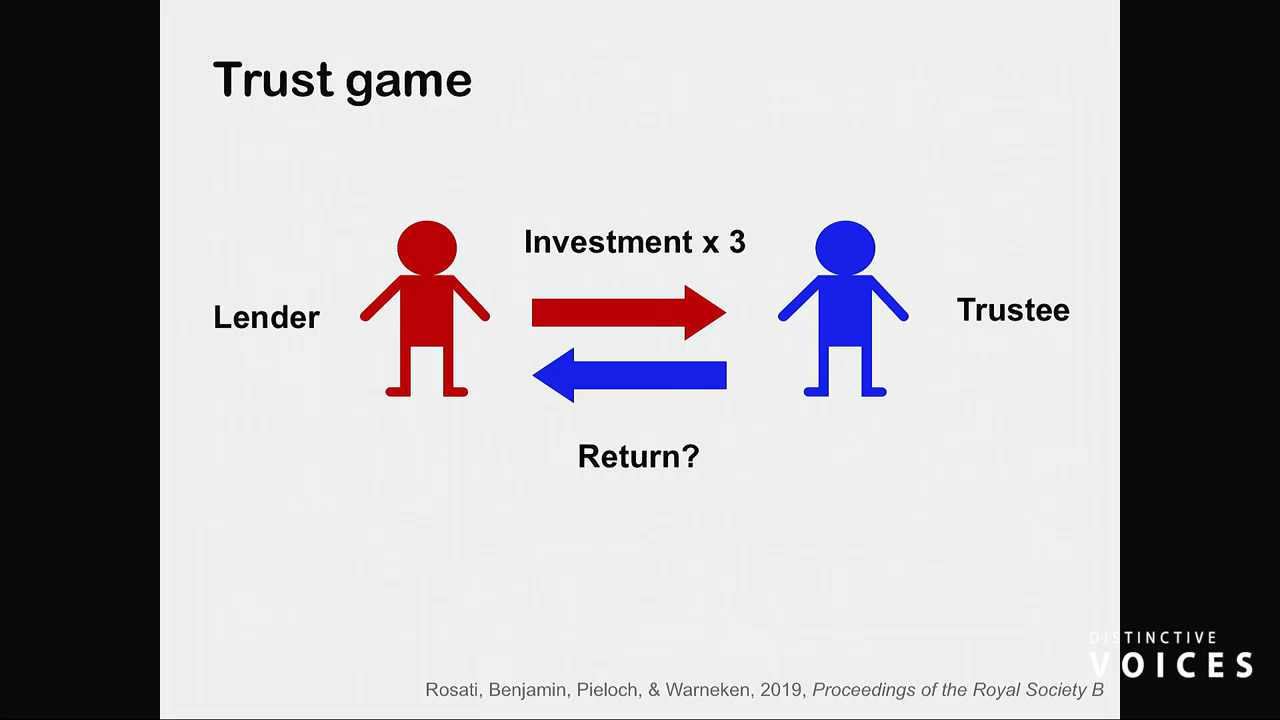 Trust game
Investment x 3
Lender
Trustee
Return?
DISTINCTIVE
VOICES
Rosati, Benjamin, Pieloch, & Warneken, 2019, Proceedings of the Royal Society B